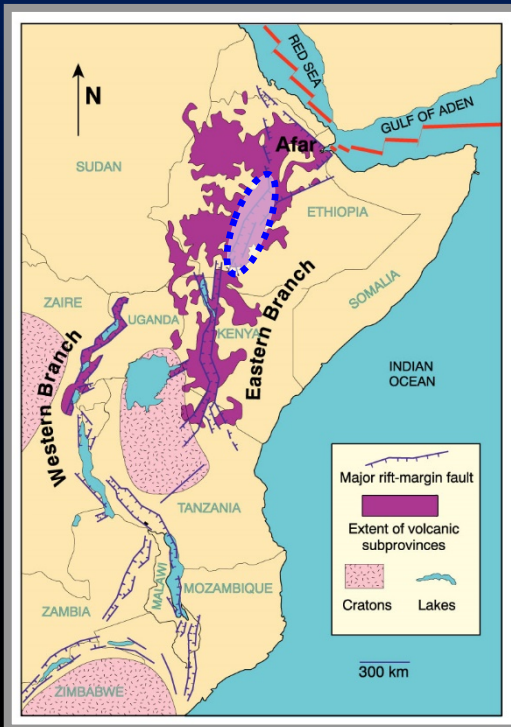 RED SEA
GULF OF ADEN
N
Afar
SUDAN
ETHIOPIA
SOMALIA
Eastern Branch
ZAIRE
UGANDA
KENYA
Western Branch
INDIAN
OCEAN
TANZANIA
MALAWI
MOZAMBIQUE
ZAMBIA
ZIMBABWE
Major rift-margin fault
Extent of volcanic
subprovinces
Cratons
Lakes
300 km